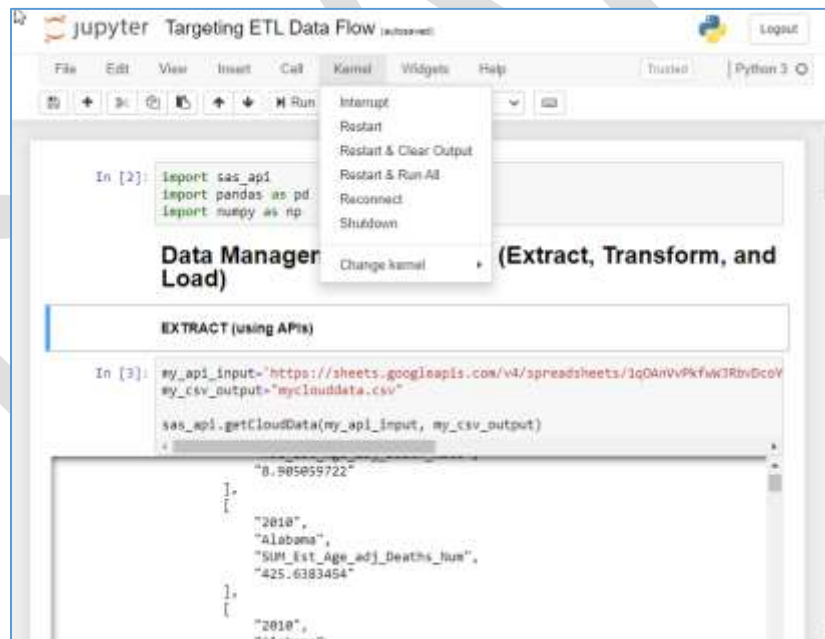 jupyter Targeting ETL Data Flow (autosaved)
Logout
File Edit View Insert Cell Kernel Widgets Help
Trusted
Python 3
Run
Interrupt
Restart
Restart & Clear Output
Restart & Run All
Reconnect
Shutdown
Change kernel
In [2]: import sas_api
import pandas as pd
import numpy as np
Data Manager (Extract, Transform, and
Load)
EXTRACT (using APIs)
In [3]: my_api_input='https://sheets.googleapis.com/v4/spreadsheets/
my_csv_output="myclouddata.csv"
sas_api.getCloudData(my_api_input, my_csv_output)
"8.905059722"
],
[
"2010",
"Alabama",
"SUM_Est_Age_adj_Deaths_Num",
"425.6383454"
],
[
"2010",